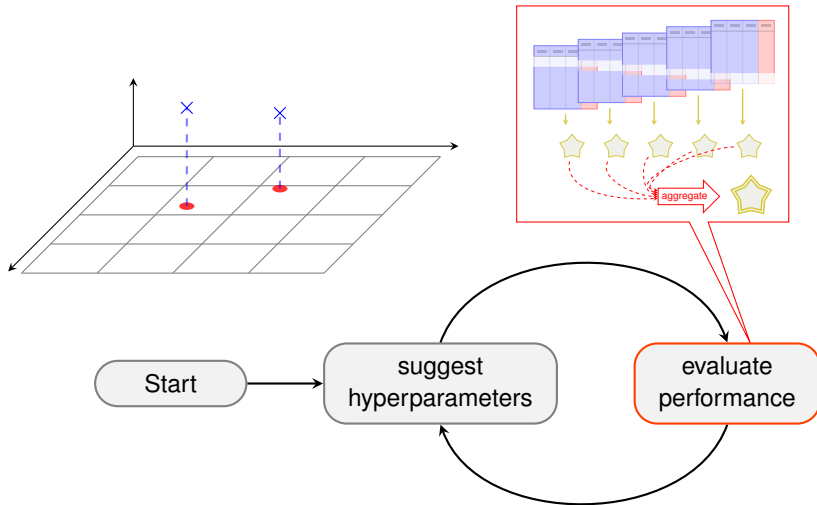 aggregate
Start
suggest
hyperparameters
evaluate
performance